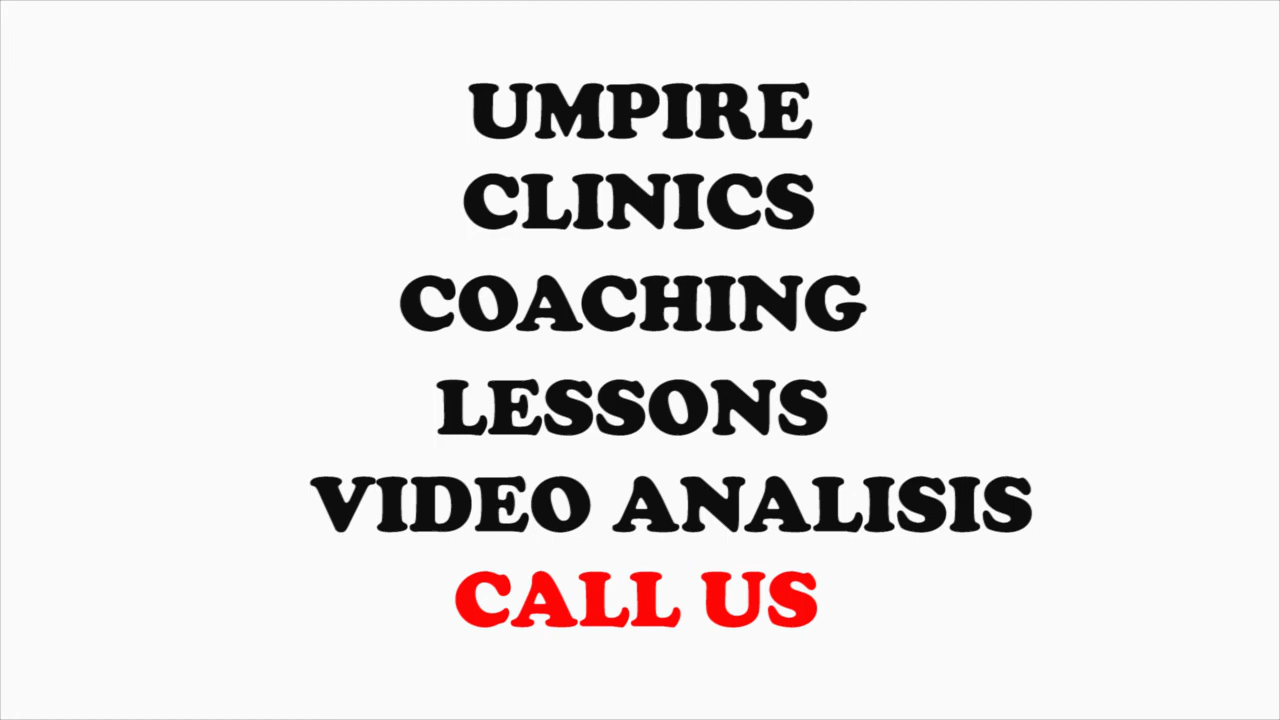 UMPIRE
CLINICS
COACHING
LESSONS
VIDEO ANALISIS
CALL US